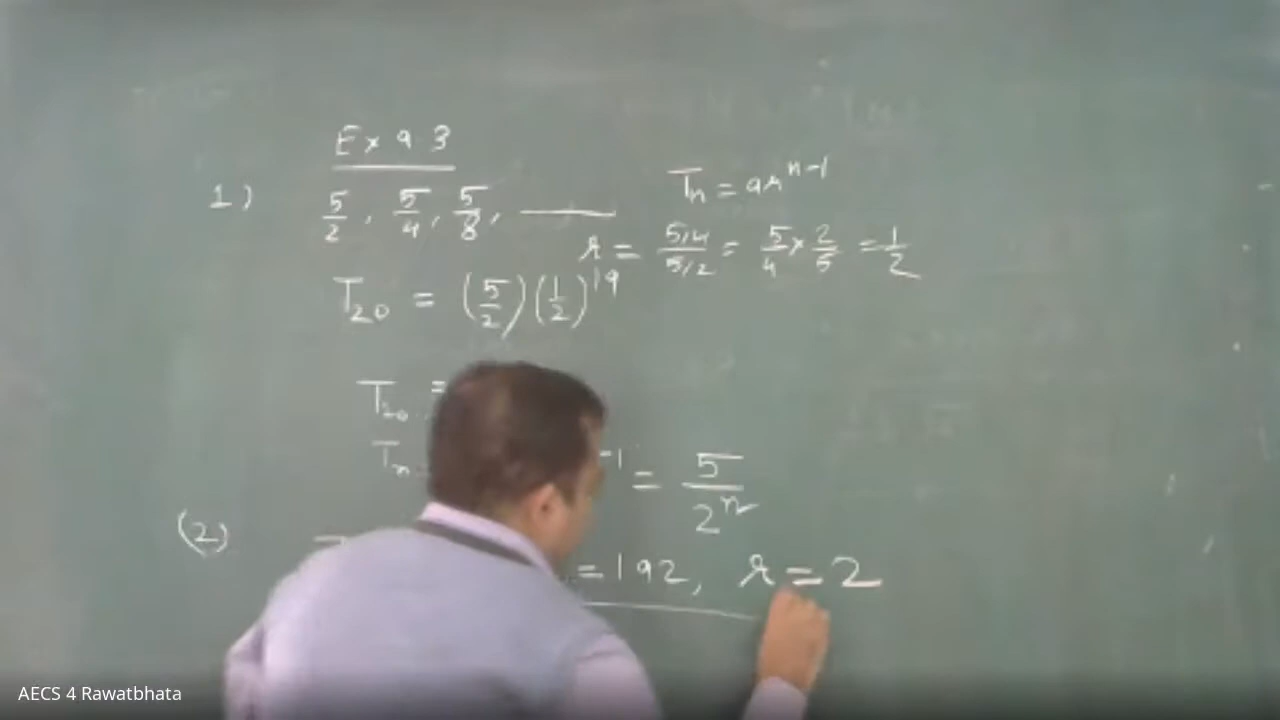 Ex 9.3
1) 5/2, 5/4, 5/8, ___
Tn = ar^(n-1)
r = (5/4)/(5/2) = 5/4 × 2/5 = 1/2
T20 = (5/2)(1/2)^19
T20 =
Tn
-1 = 5/2^n
(2)
= 192, r = 2
AECS 4 Rawatbhata